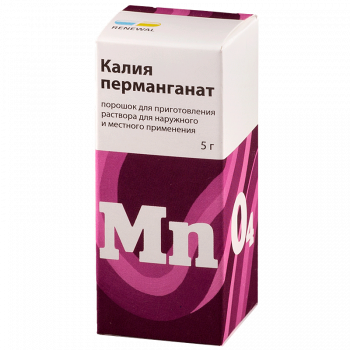 RENEWAL
Калия
перманганат
порошок для приготовления
раствора для наружного
и местного применения
5 г
Mn O4